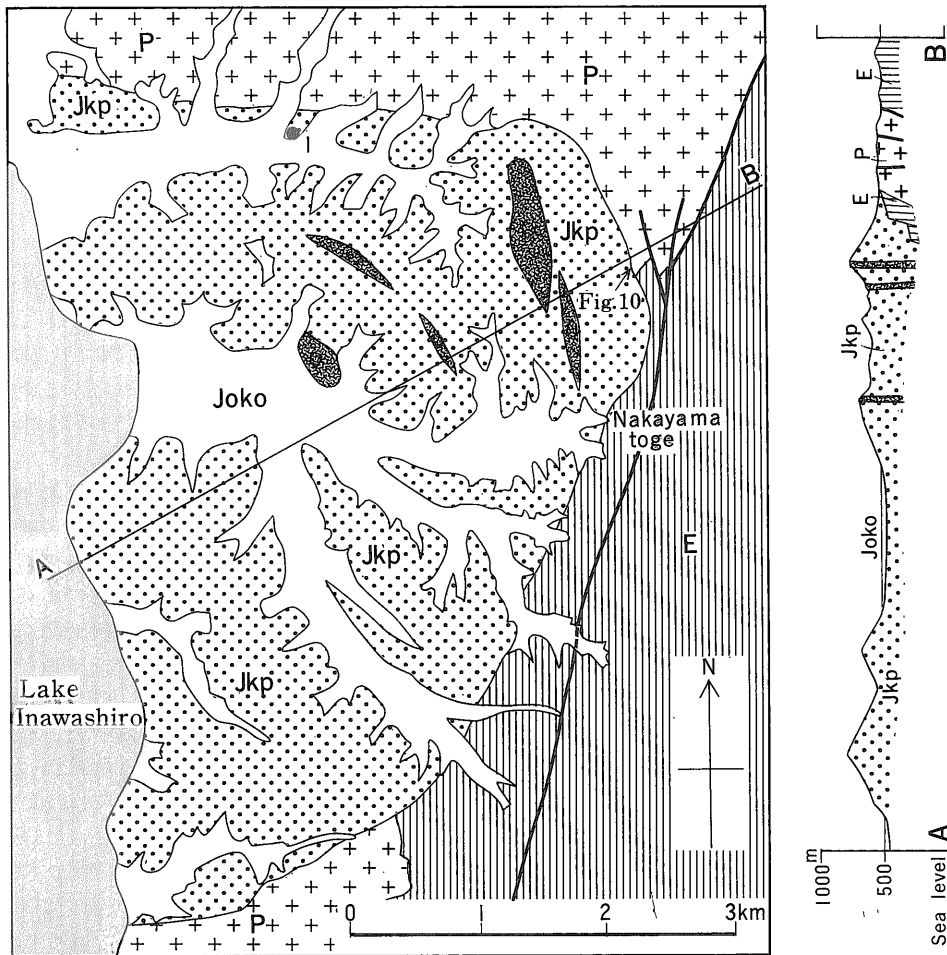 P
P
Jkp
I
B
Jkp
Fig.10
Joko
Nakayama
toge
E
A
Jkp
Jkp
Lake
Inawashiro
N
P
0 1 2 3km
B
E
P
E
Jkp
Joko
Jkp
A
1000m
500
Sea level